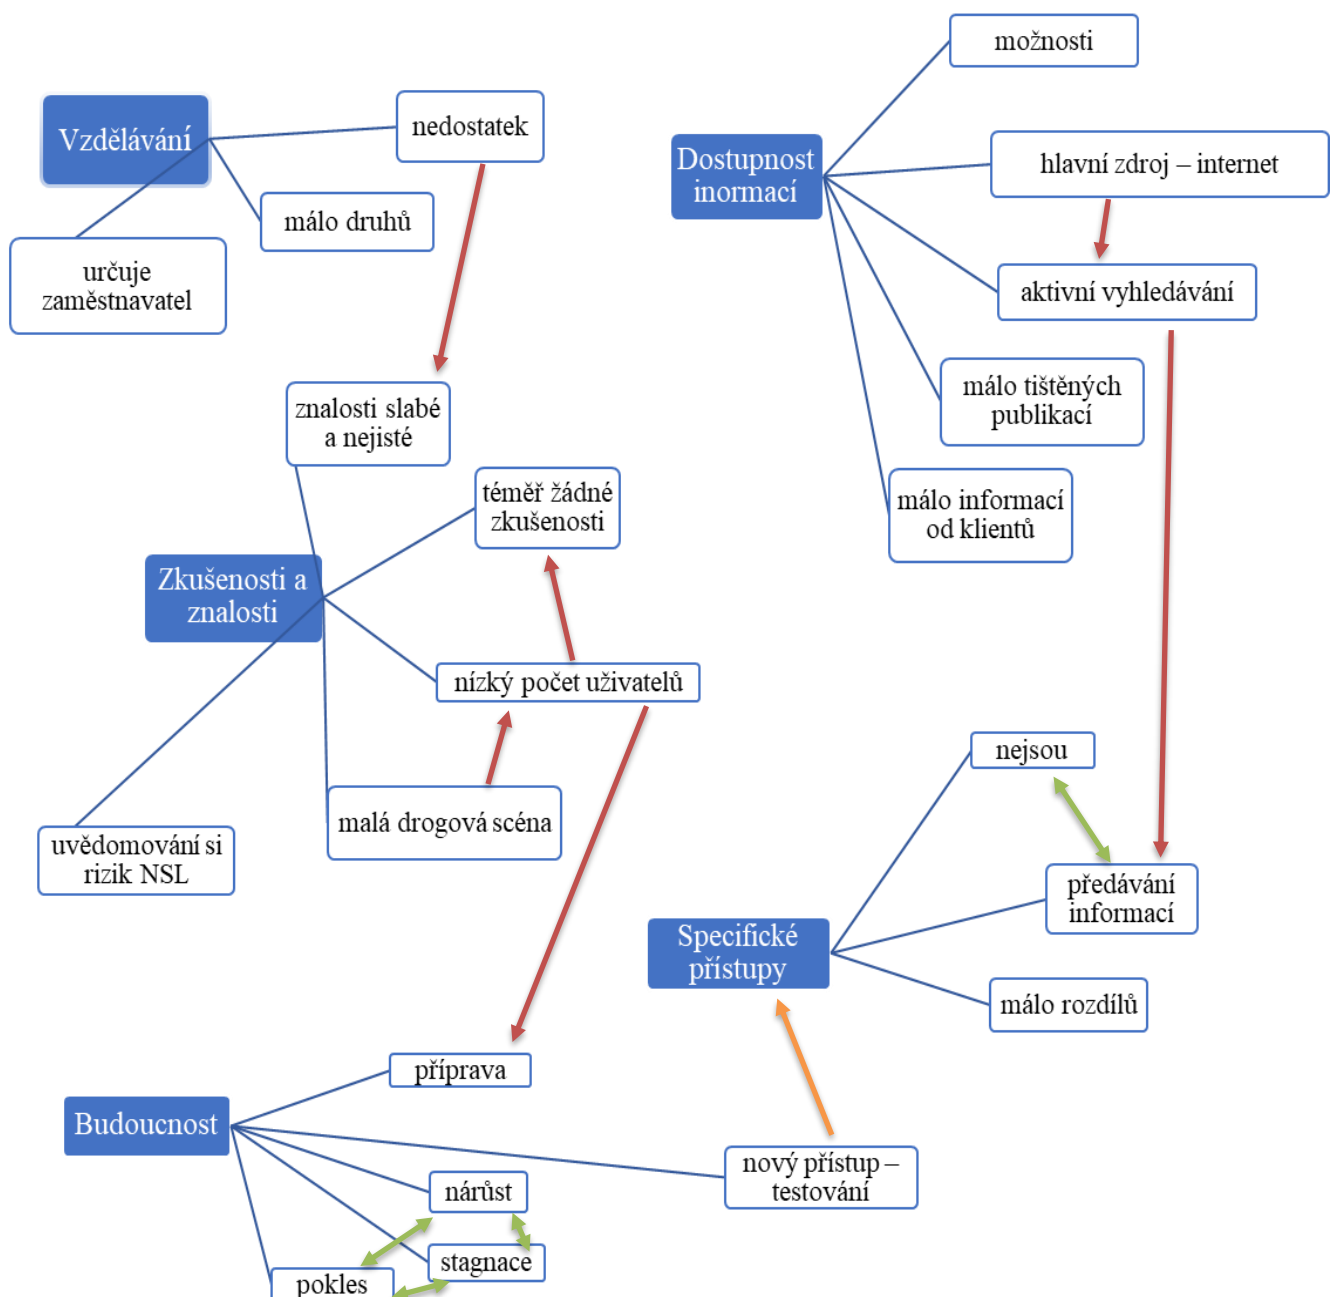 Vzdělávání
nedostatek
málo druhů
určuje
zaměstnavatel
možnosti
Dostupnost
inormací
hlavní zdroj – internet
aktivní vyhledávání
málo tištěných
publikací
málo informací
od klientů
znalosti slabé
a nejisté
téměř žádné
zkušenosti
Zkušenosti a
znalosti
nízký počet uživatelů
malá drogová scéna
uvědomování si
rizik NSL
nejsou
předávání
informací
Specifické
přístupy
málo rozdílů
příprava
Budoucnost
nový přístup –
testování
nárůst
stagnace
pokles